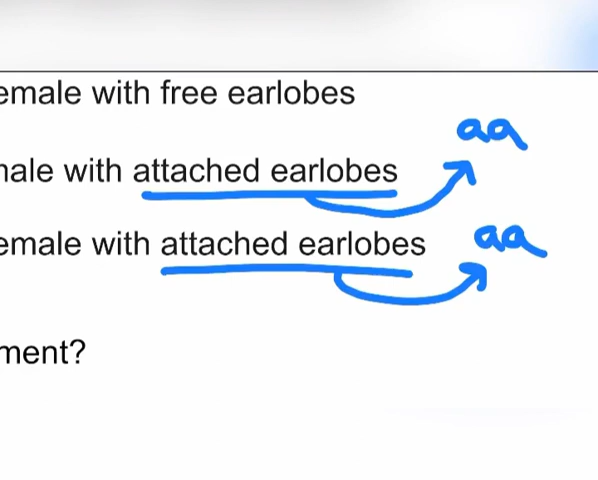 emale with free earlobes
aa
nale with attached earlobes
aa
emale with attached earlobes
ment?